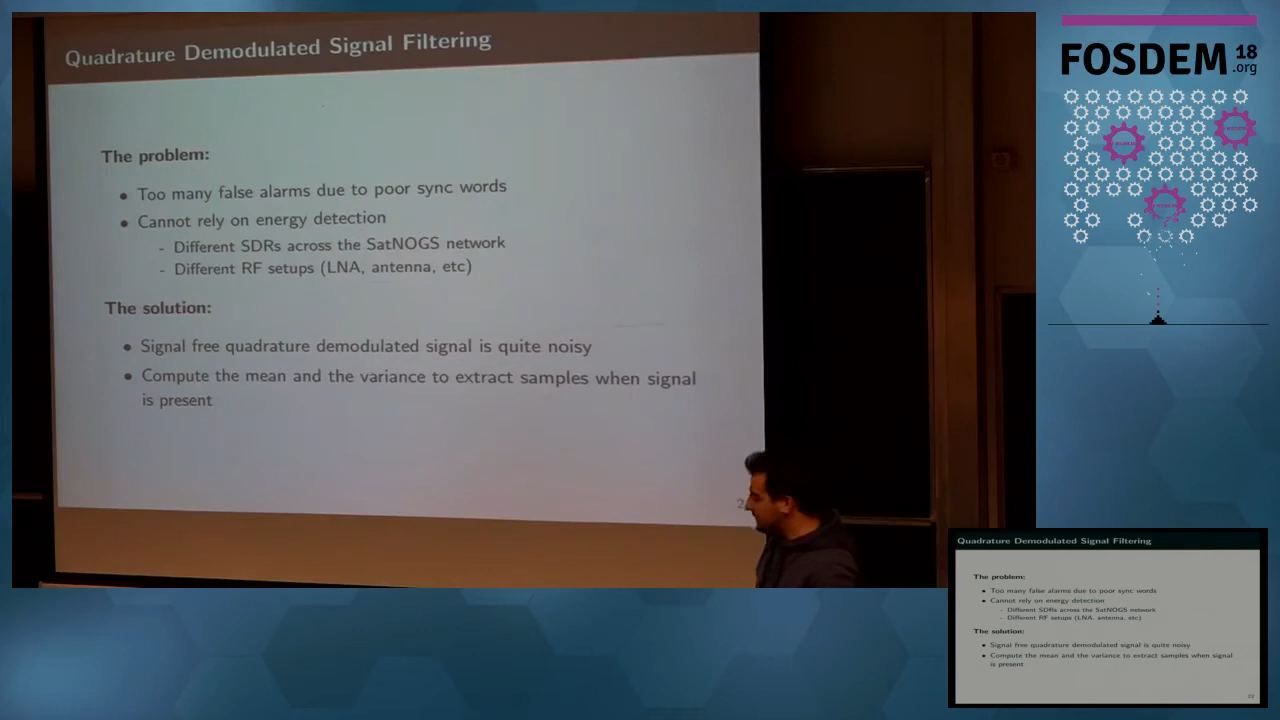 Quadrature Demodulated Signal Filtering
The problem:
• Too many false alarms due to poor sync words
• Cannot rely on energy detection
- Different SDRs across the SatNOGS network
- Different RF setups (LNA, antenna, etc)
The solution:
• Signal free quadrature demodulated signal is quite noisy
• Compute the mean and the variance to extract samples when signal
is present
FOSDEM 18
.org
Quadrature Demodulated Signal Filtering
The problem:
• Too many false alarms due to poor sync words
• Cannot rely on energy detection
- Different SDRs across the SatNOGS network
- Different RF setups (LNA, antenna, etc)
The solution:
• Signal free quadrature demodulated signal is quite noisy
• Compute the mean and the variance to extract samples when signal
is present
22